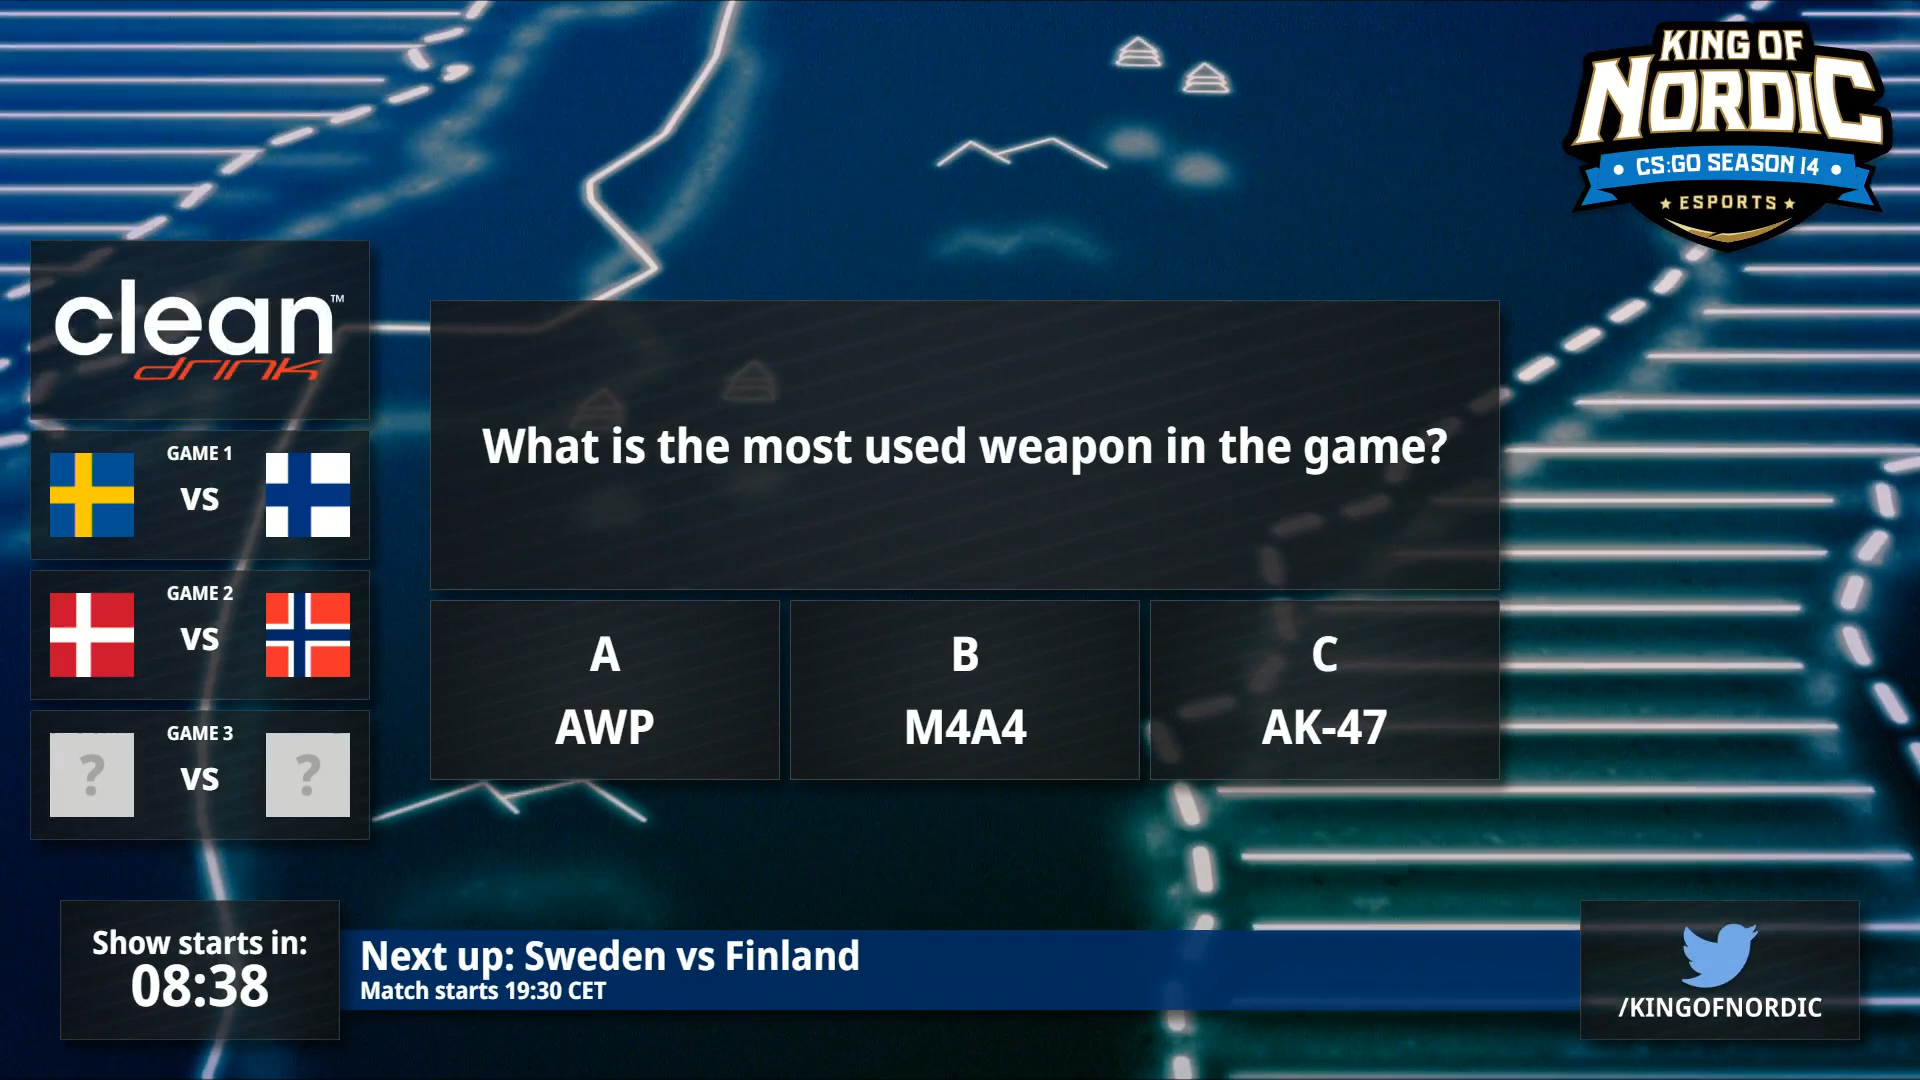 KING OF
NORDIC
CS:GO SEASON 14
ESPORTS
clean™
drink
GAME 1
VS
GAME 2
VS
GAME 3
?
VS
?
What is the most used weapon in the game?
A
AWP
B
M4A4
C
AK-47
Show starts in:
08:38
Next up: Sweden vs Finland
Match starts 19:30 CET
/KINGOFNORDIC